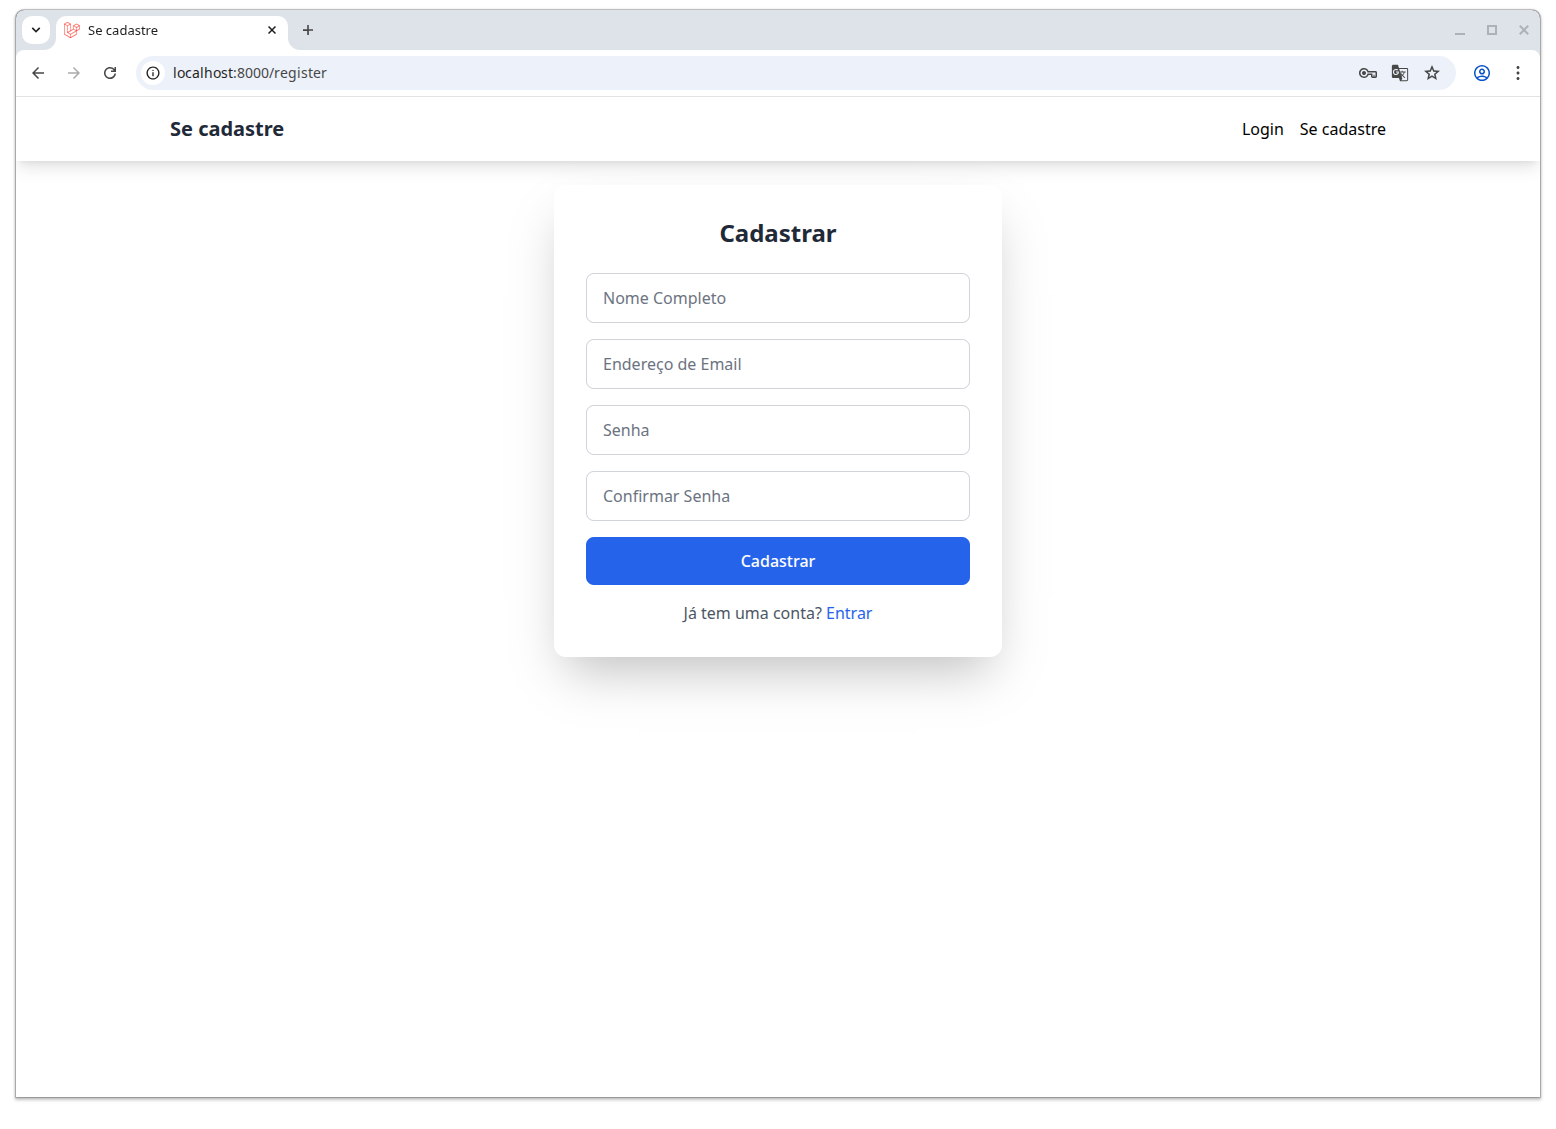 Se cadastre
localhost:8000/register
Se cadastre
Login Se cadastre
Cadastrar
Nome Completo
Endereço de Email
Senha
Confirmar Senha
Cadastrar
Já tem uma conta? Entrar